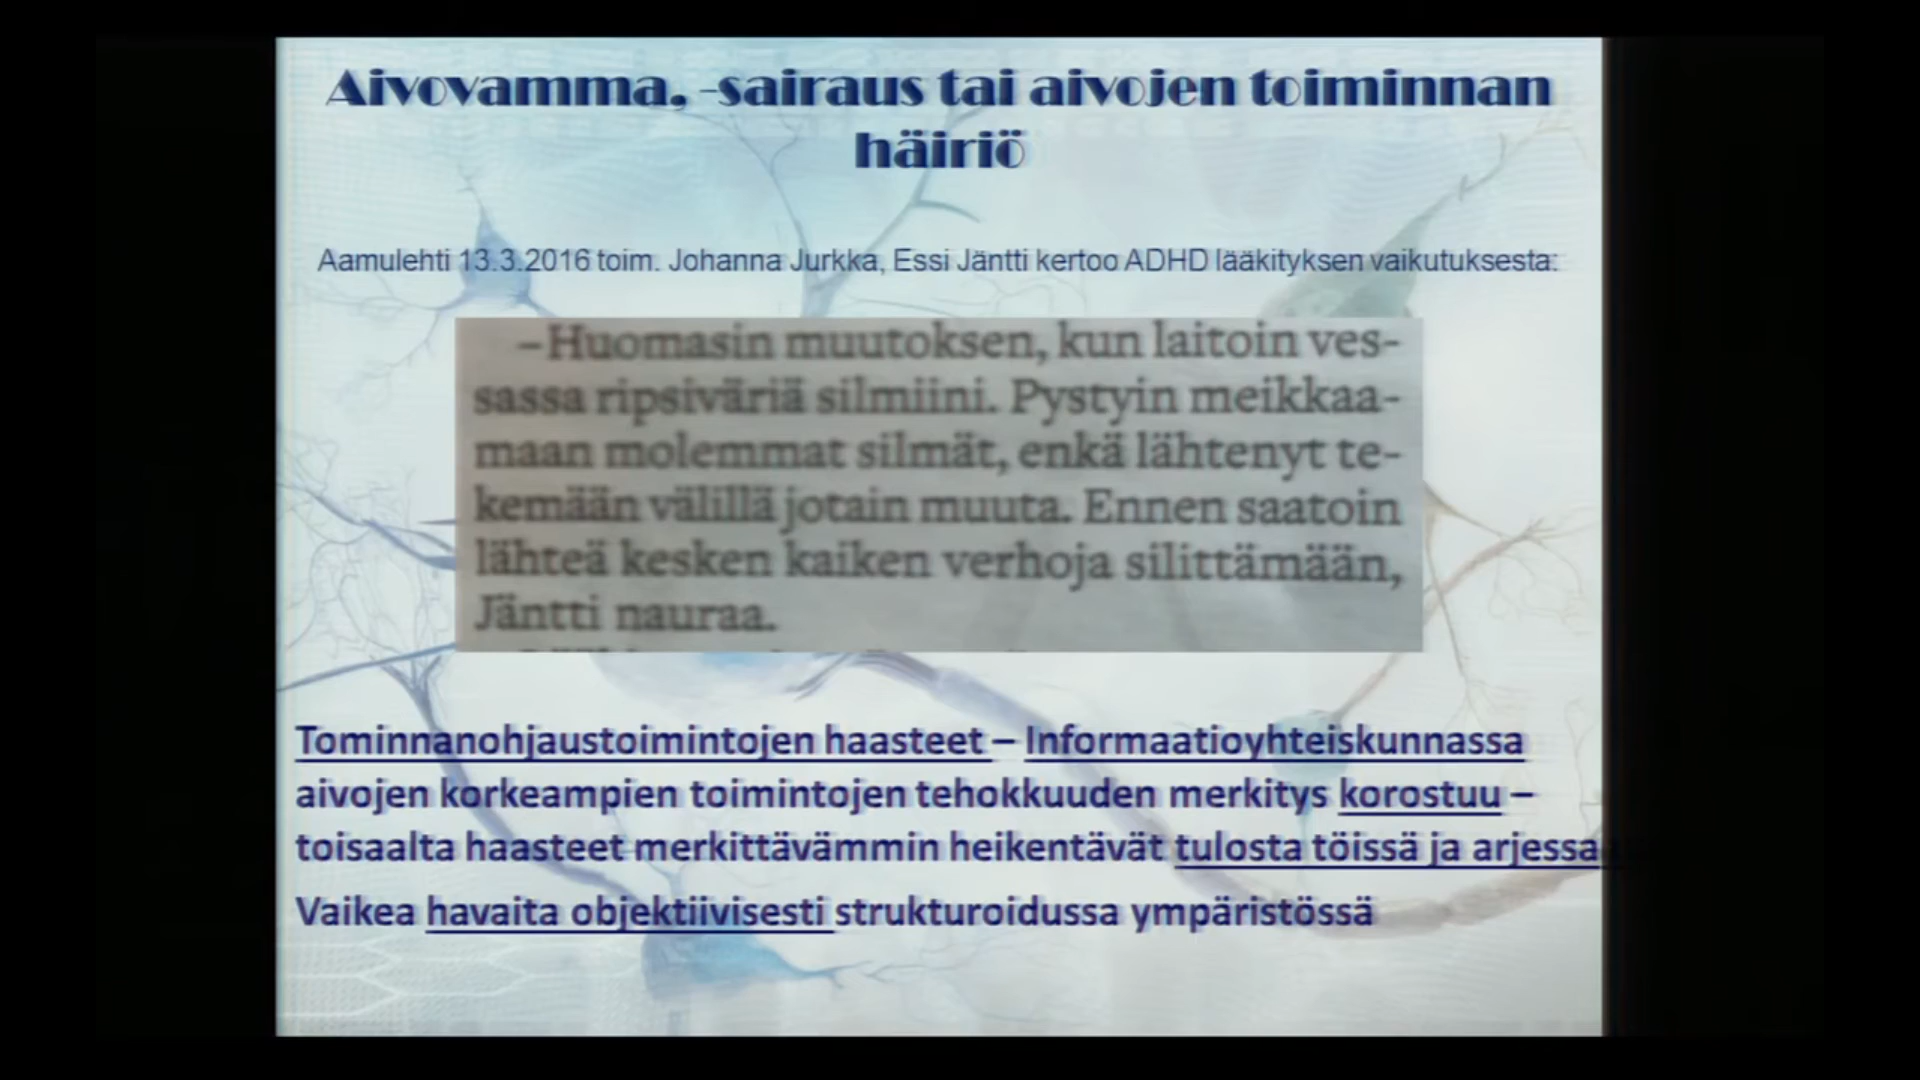 Aivovamma, -sairaus tai aivojen toiminnan
häiriö
Aamulehti 13.3.2016 toim. Johanna Jurkka, Essi Jäntti kertoo ADHD lääkityksen vaikutuksesta:
–Huomasin muutoksen, kun laitoin ves-
sassa ripsiväriä silmiini. Pystyin meikkaa-
maan molemmat silmät, enkä lähtenyt te-
kemään välillä jotain muuta. Ennen saatoin
lähteä kesken kaiken verhoja silittämään,
Jäntti nauraa.
Tominnanohjaustoimintojen haasteet – Informaatioyhteiskunnassa
aivojen korkeampien toimintojen tehokkuuden merkitys korostuu –
toisaalta haasteet merkittävämmin heikentävät tulosta töissä ja arjessa
Vaikea havaita objektiivisesti strukturoidussa ympäristössä